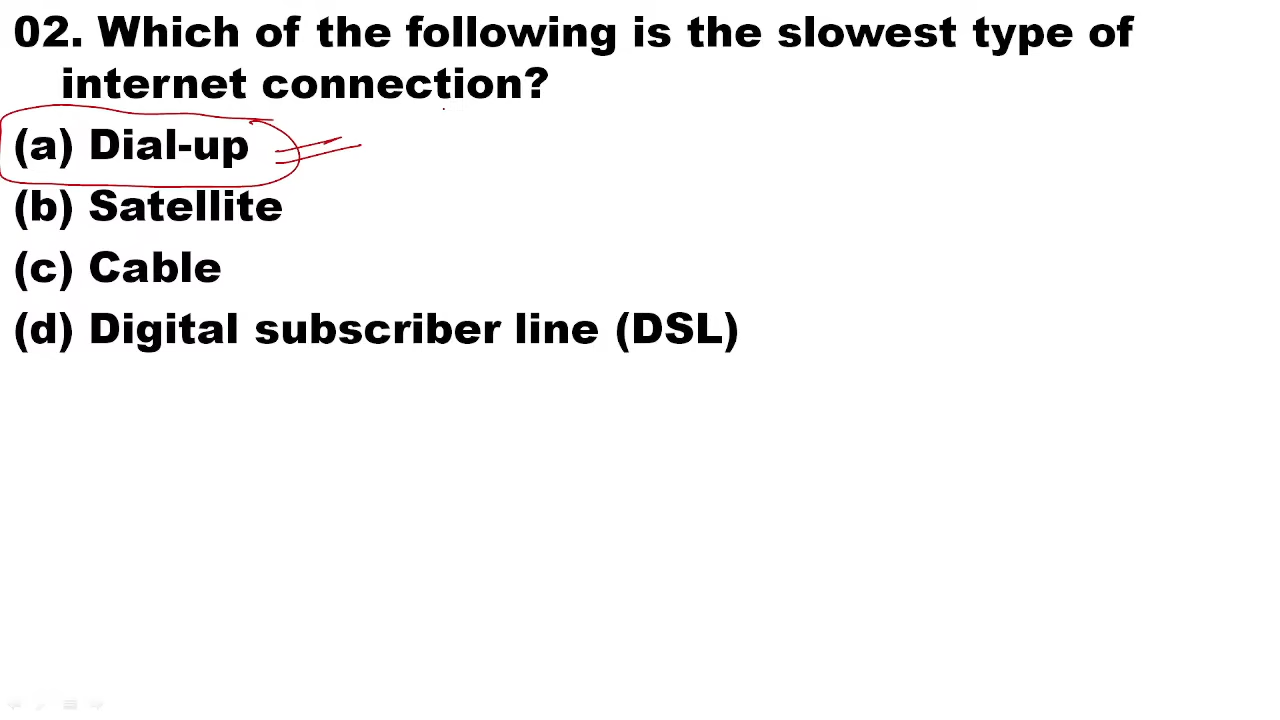 02. Which of the following is the slowest type of
internet connection?
(a) Dial-up
(b) Satellite
(c) Cable
(d) Digital subscriber line (DSL)